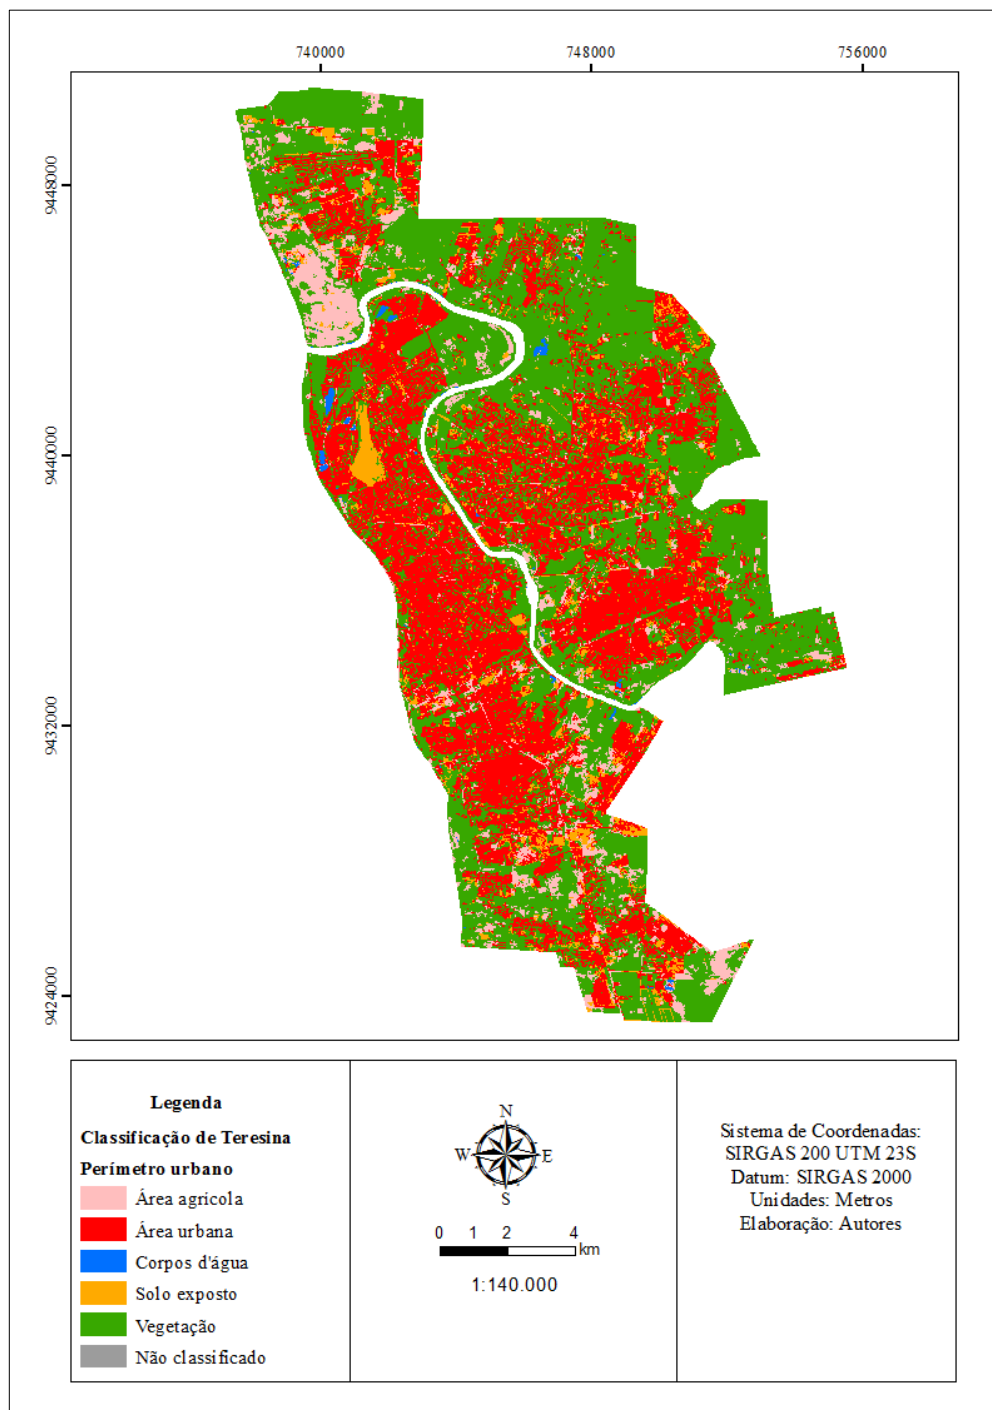 740000
748000
756000
9448000
9440000
9432000
9424000
Legenda
Classificação de Teresina
Perímetro urbano
Área agrícola
Área urbana
Corpos d'água
Solo exposto
Vegetação
Não classificado
N
W
E
S
0 1 2 4
km
1:140.000
Sistema de Coordenadas:
SIRGAS 200 UTM 23S
Datum: SIRGAS 2000
Unidades: Metros
Elaboração: Autores